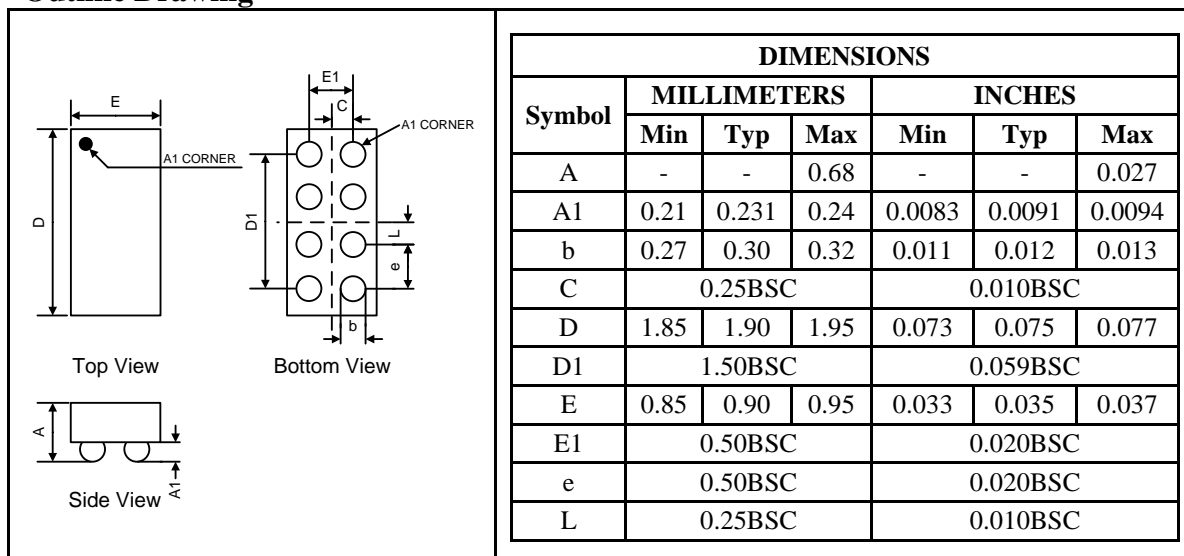 E
A1 CORNER
D
Top View
E1
C
A1 CORNER
D1
L
e
b
Bottom View
A
A1
Side View
DIMENSIONS
Symbol MILLIMETERS INCHES
Min Typ Max Min Typ Max
A - - 0.68 - - 0.027
A1 0.21 0.231 0.24 0.0083 0.0091 0.0094
b 0.27 0.30 0.32 0.011 0.012 0.013
C 0.25BSC 0.010BSC
D 1.85 1.90 1.95 0.073 0.075 0.077
D1 1.50BSC 0.059BSC
E 0.85 0.90 0.95 0.033 0.035 0.037
E1 0.50BSC 0.020BSC
e 0.50BSC 0.020BSC
L 0.25BSC 0.010BSC